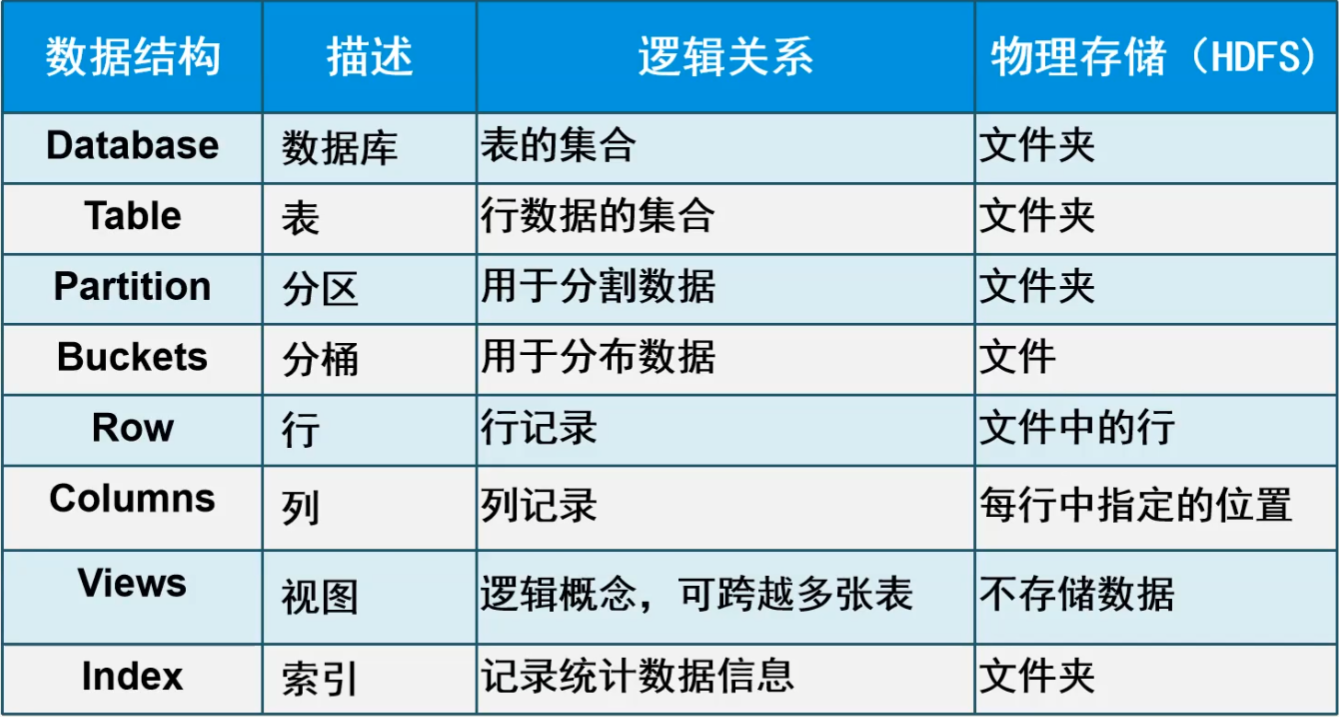 数据结构 描述 逻辑关系 物理存储（HDFS）
Database 数据库 表的集合 文件夹
Table 表 行数据的集合 文件夹
Partition 分区 用于分割数据 文件夹
Buckets 分桶 用于分布数据 文件
Row 行 行记录 文件中的行
Columns 列 列记录 每行中指定的位置
Views 视图 逻辑概念，可跨越多张表 不存储数据
Index 索引 记录统计数据信息 文件夹